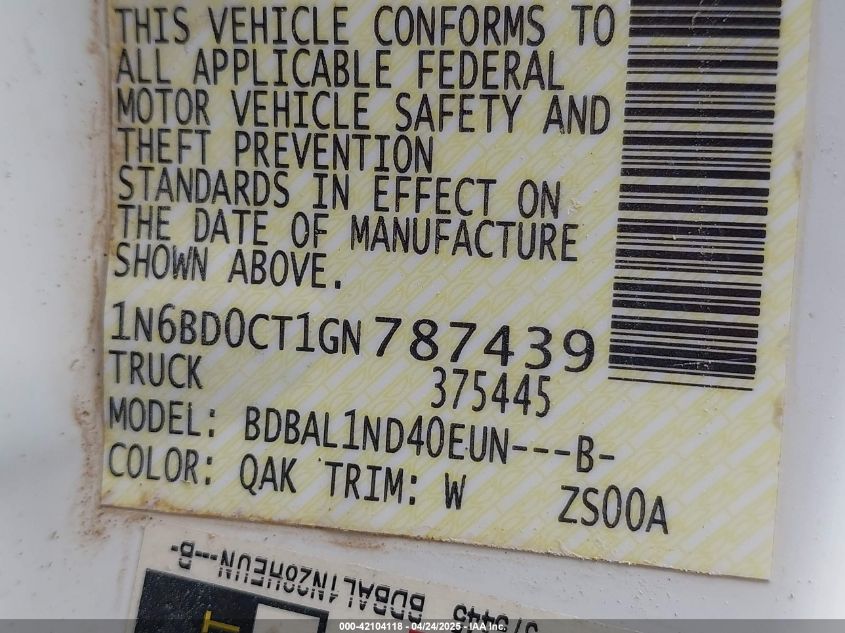 THIS VEHICLE CONFORMS TO
ALL APPLICABLE FEDERAL
MOTOR VEHICLE SAFETY AND
THEFT PREVENTION
STANDARDS IN EFFECT ON
THE DATE OF MANUFACTURE
SHOWN ABOVE.
1N6BD0CT1GN787439
TRUCK 375445
MODEL: BDBAL1ND40EUN---B-
COLOR: QAK TRIM: W ZS00A
BDBAL1N28HEUN---B-
375445
T
000-42104118 - 04/24/2025 - IAA Inc.